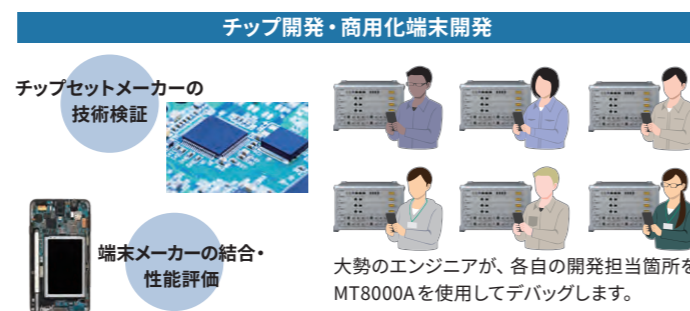 チップ開発・商用化端末開発
チップセットメーカーの
技術検証
端末メーカーの結合・
性能評価
大勢のエンジニアが、各自の開発担当箇所を
MT8000Aを使用してデバッグします。